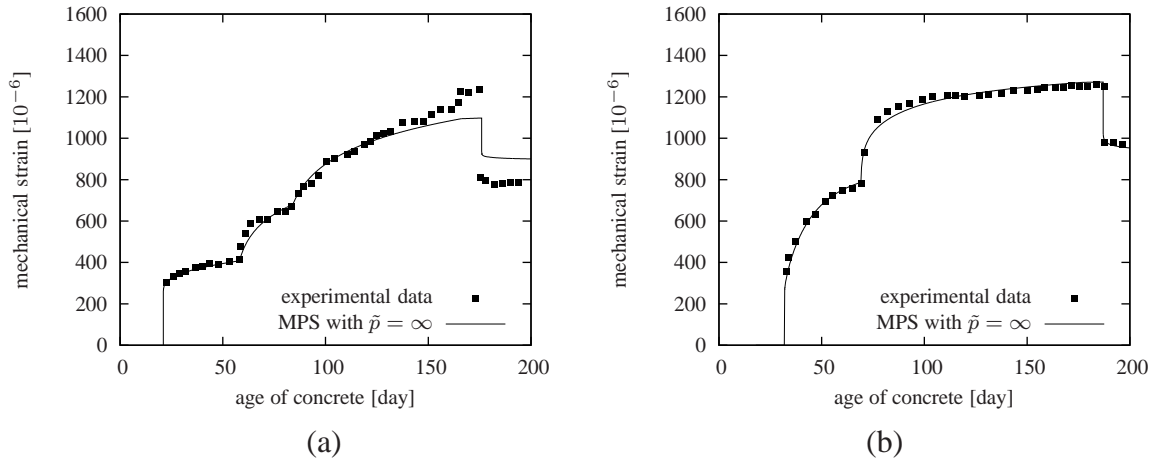 1600
1400
1200
1000
800
600
400
200
0
mechanical strain [10−6]
experimental data
MPS with p̃ = ∞
0 50 100 150 200
age of concrete [day]
(a)
1600
1400
1200
1000
800
600
400
200
0
mechanical strain [10−6]
experimental data
MPS with p̃ = ∞
0 50 100 150 200
age of concrete [day]
(b)